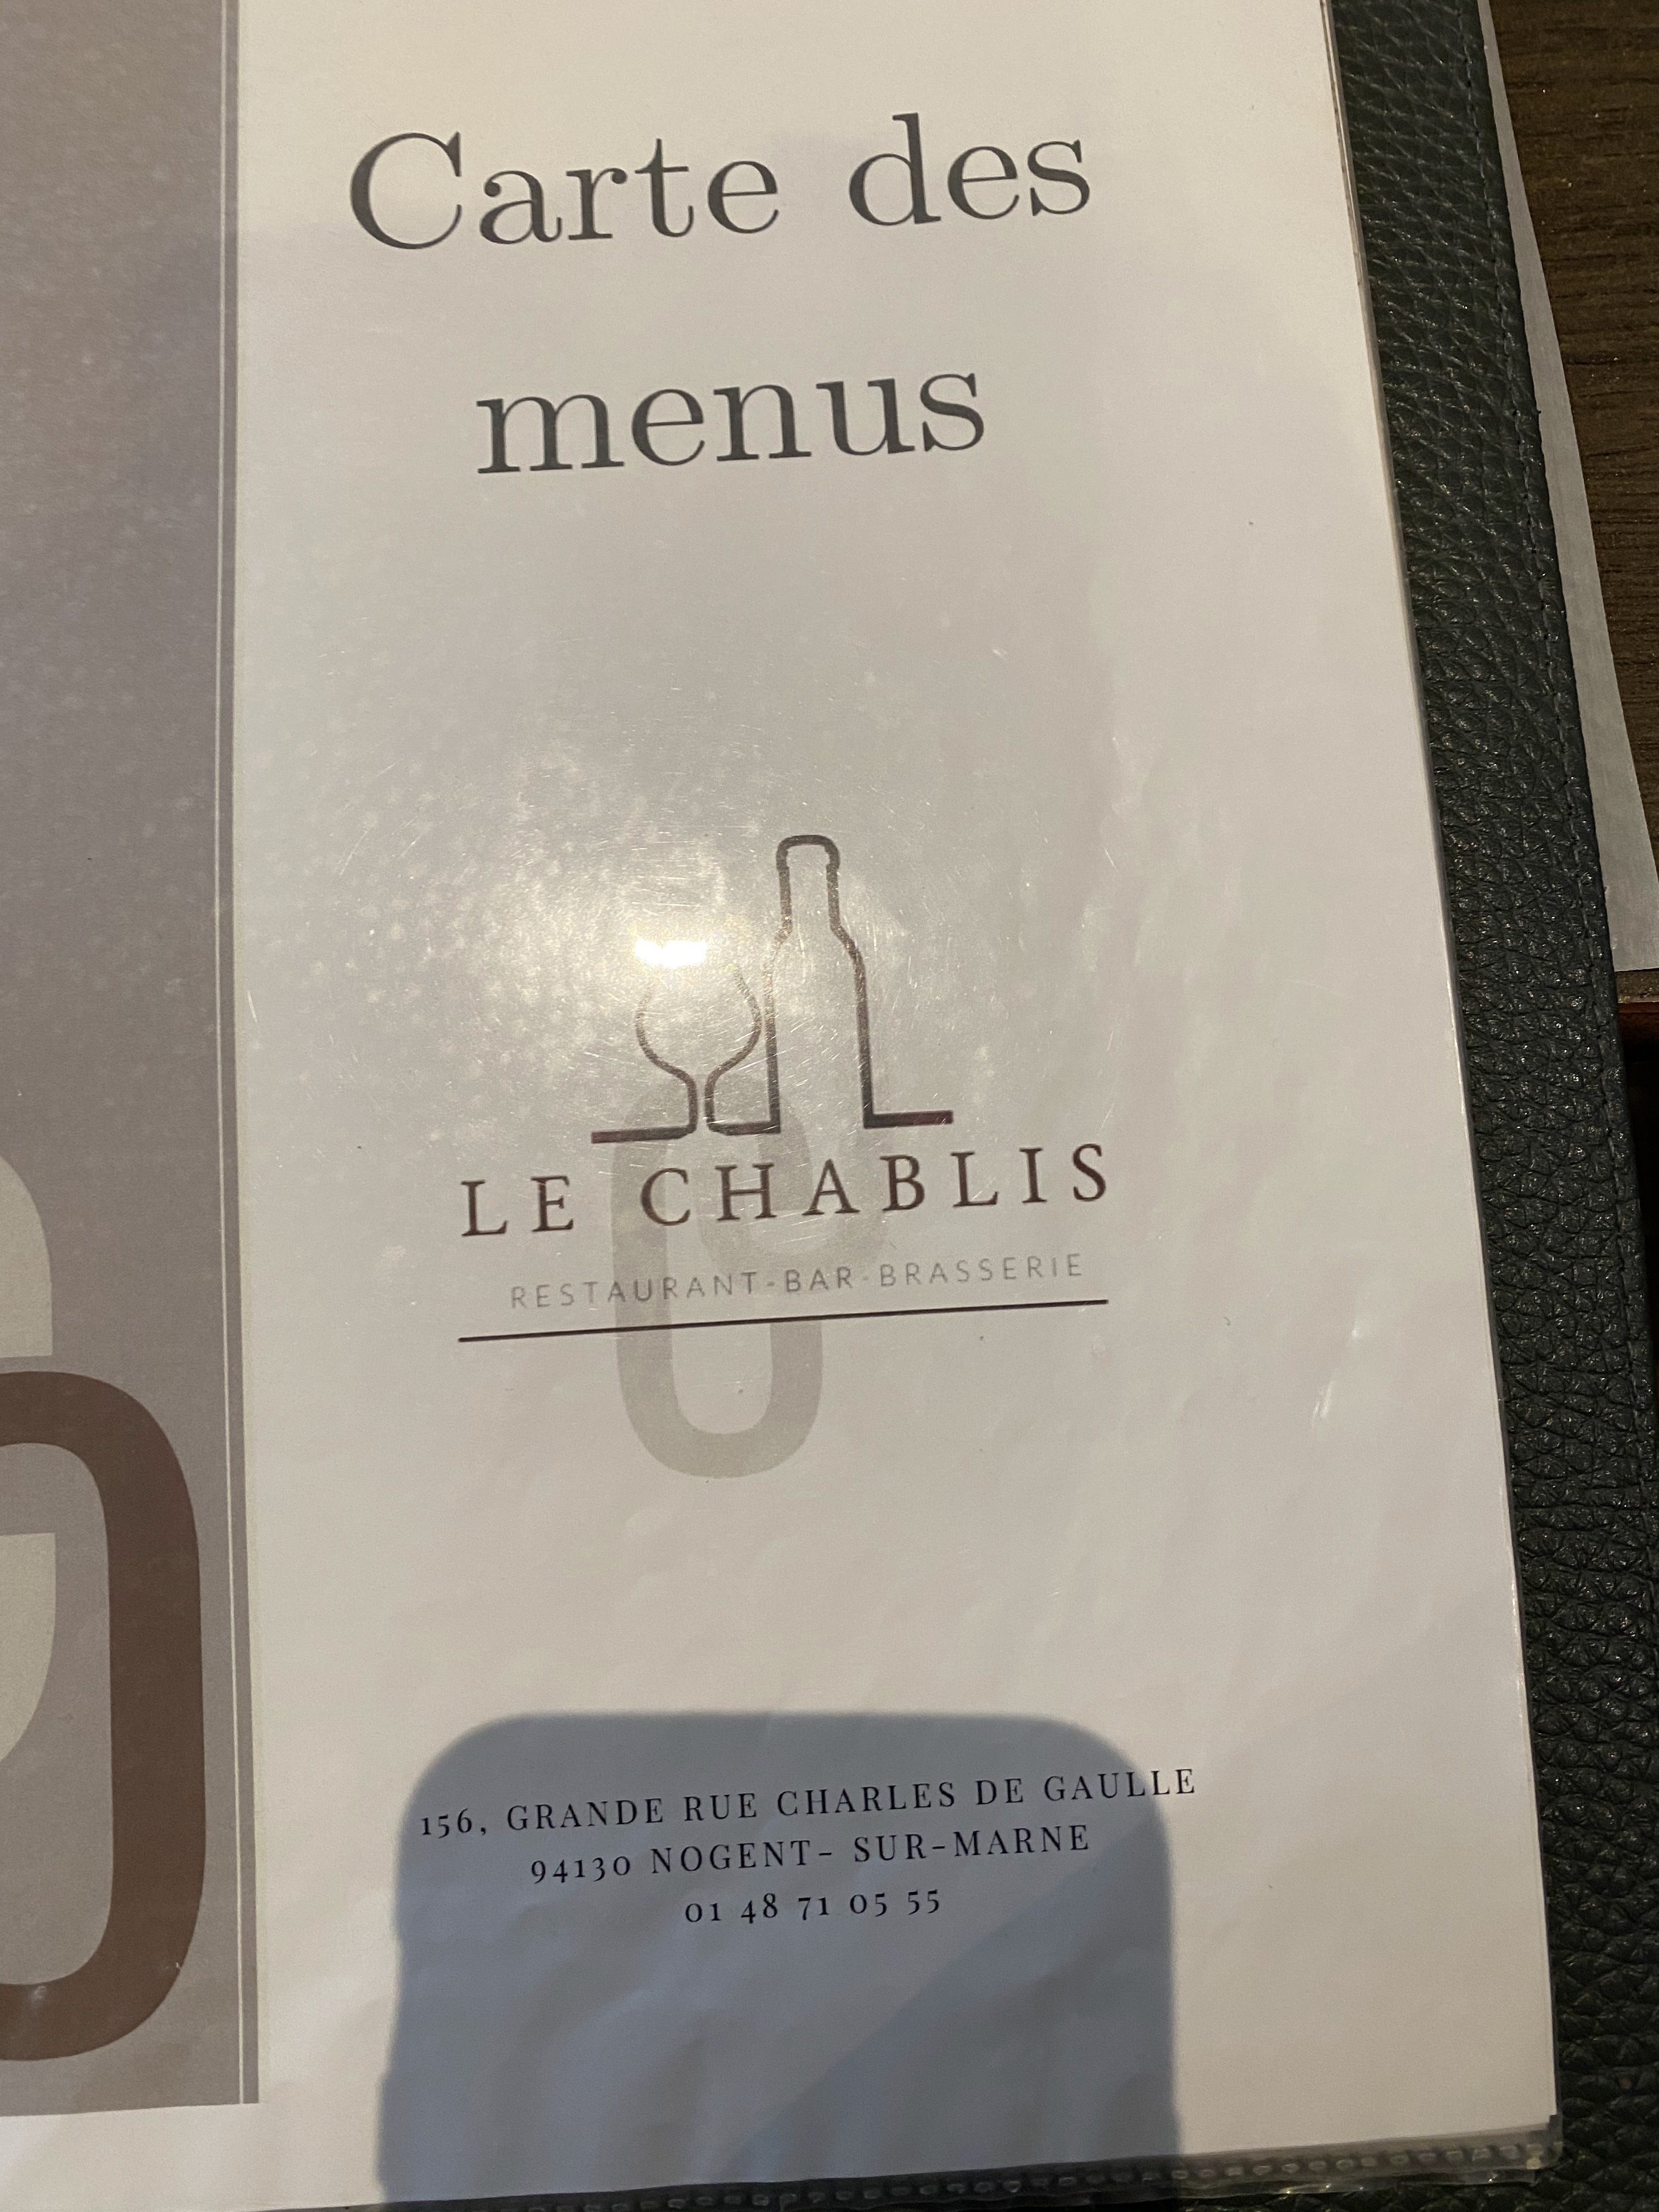 Carte des
menus
LE CHABLIS
RESTAURANT-BAR-BRASSERIE
156, GRANDE RUE CHARLES DE GAULLE
94130 NOGENT- SUR-MARNE
01 48 71 05 55